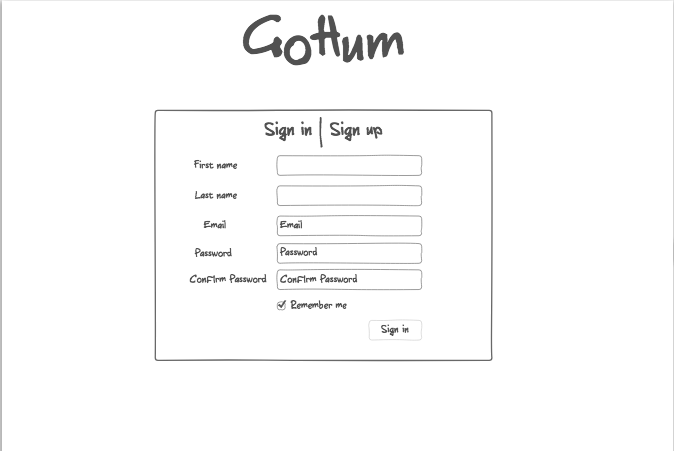 GoHum
Sign in | Sign up
First name
Last name
Email Email
Password Password
Confirm Password Confirm Password
Remember me
Sign in